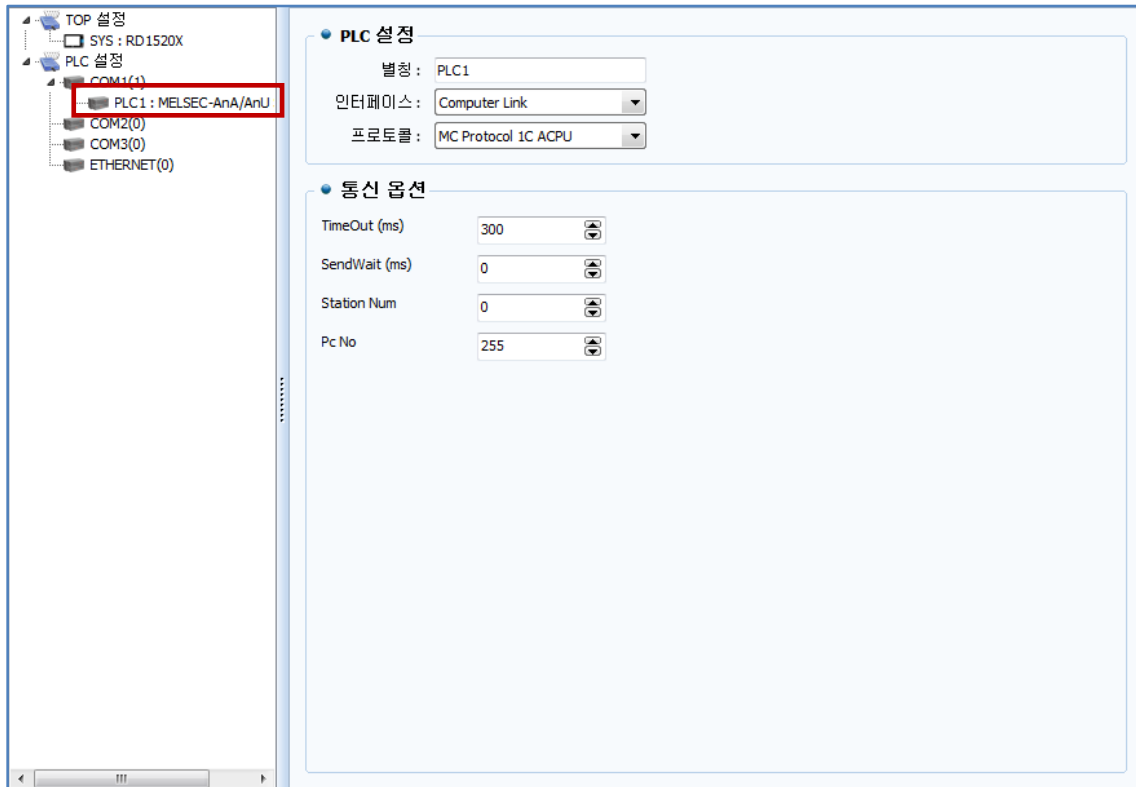 TOP 설정
SYS : RD1520X
PLC 설정
COM1(1)
PLC1 : MELSEC-AnA/AnU
COM2(0)
COM3(0)
ETHERNET(0)
PLC 설정
별칭 : PLC1
인터페이스 : Computer Link
프로토콜 : MC Protocol 1C ACPU
통신 옵션
TimeOut (ms) 300
SendWait (ms) 0
Station Num 0
Pc No 255